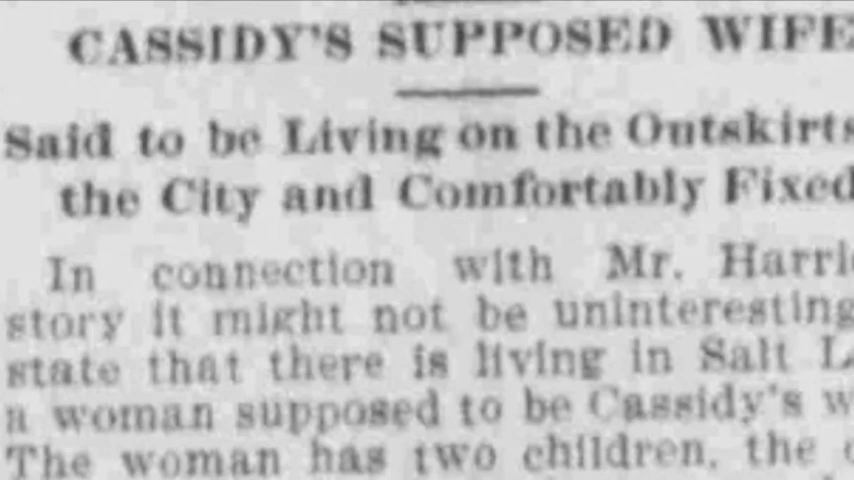 CASSIDY'S SUPPOSED WIFE
Said to be Living on the Outskirts
the City and Comfortably Fixed
In connection with Mr. Harri
story it might not be uninteresting
state that there is living in Salt L
a woman supposed to be Cassidy's w
The woman has two children, the